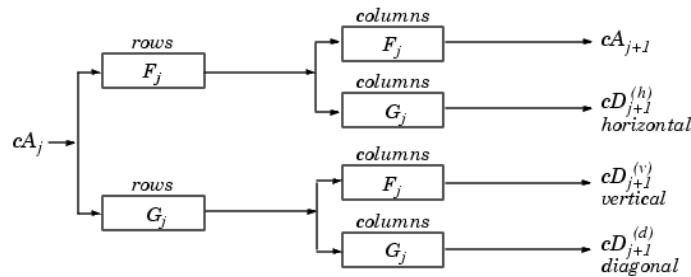 columns
rows
F_j
cA_{j+1}
F_j
columns
G_j
cD_{j+1}^{(h)}
horizontal
cA_j
columns
rows
F_j
cD_{j+1}^{(v)}
vertical
G_j
columns
G_j
cD_{j+1}^{(d)}
diagonal